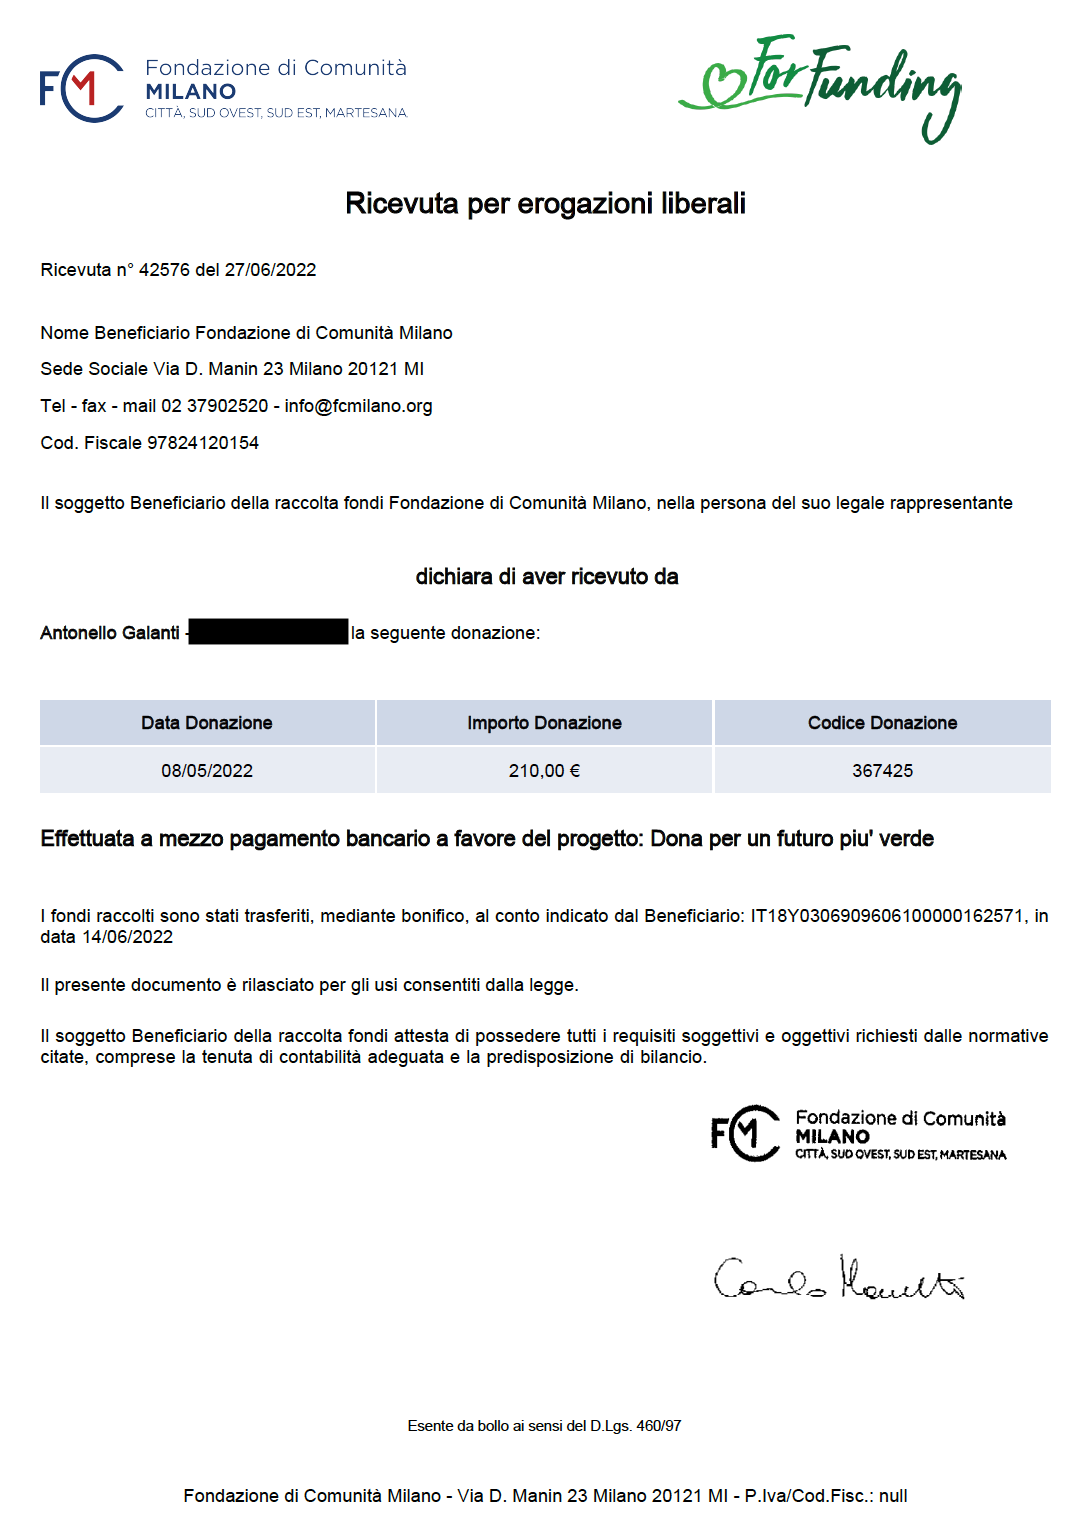 Fondazione di Comunità
MILANO
CITTÀ, SUD OVEST, SUD EST, MARTESANA
ForFunding
Ricevuta per erogazioni liberali
Ricevuta n° 42576 del 27/06/2022
Nome Beneficiario Fondazione di Comunità Milano
Sede Sociale Via D. Manin 23 Milano 20121 MI
Tel - fax - mail 02 37902520 - info@fcmilano.org
Cod. Fiscale 97824120154
Il soggetto Beneficiario della raccolta fondi Fondazione di Comunità Milano, nella persona del suo legale rappresentante
dichiara di aver ricevuto da
Antonello Galanti - la seguente donazione:
Data Donazione Importo Donazione Codice Donazione
08/05/2022 210,00 € 367425
Effettuata a mezzo pagamento bancario a favore del progetto: Dona per un futuro piu' verde
I fondi raccolti sono stati trasferiti, mediante bonifico, al conto indicato dal Beneficiario: IT18Y0306909606100000162571, in
data 14/06/2022
Il presente documento è rilasciato per gli usi consentiti dalla legge.
Il soggetto Beneficiario della raccolta fondi attesta di possedere tutti i requisiti soggettivi e oggettivi richiesti dalle normative
citate, comprese la tenuta di contabilità adeguata e la predisposizione di bilancio.
Fondazione di Comunità
MILANO
CITTÀ, SUD OVEST, SUD EST, MARTESANA
Carlo
Esente da bollo ai sensi del D.Lgs. 460/97
Fondazione di Comunità Milano - Via D. Manin 23 Milano 20121 MI - P.Iva/Cod.Fisc.: null